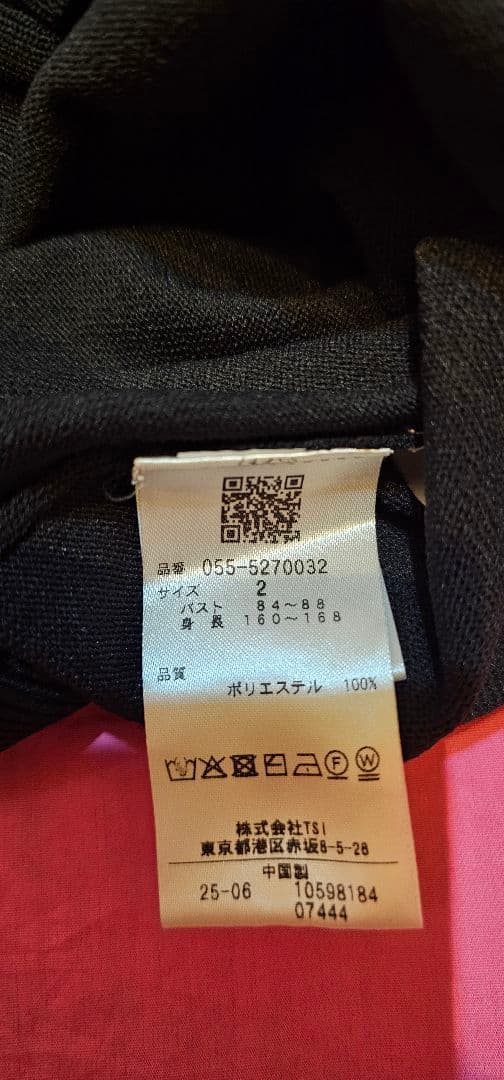 品番 055-5270032
サイズ 2
バスト 84～88
身長 160～168
品質
ポリエステル 100%
F W
株式会社TSI
東京都港区赤坂8-5-28
中国製
25-06 10598184
07444